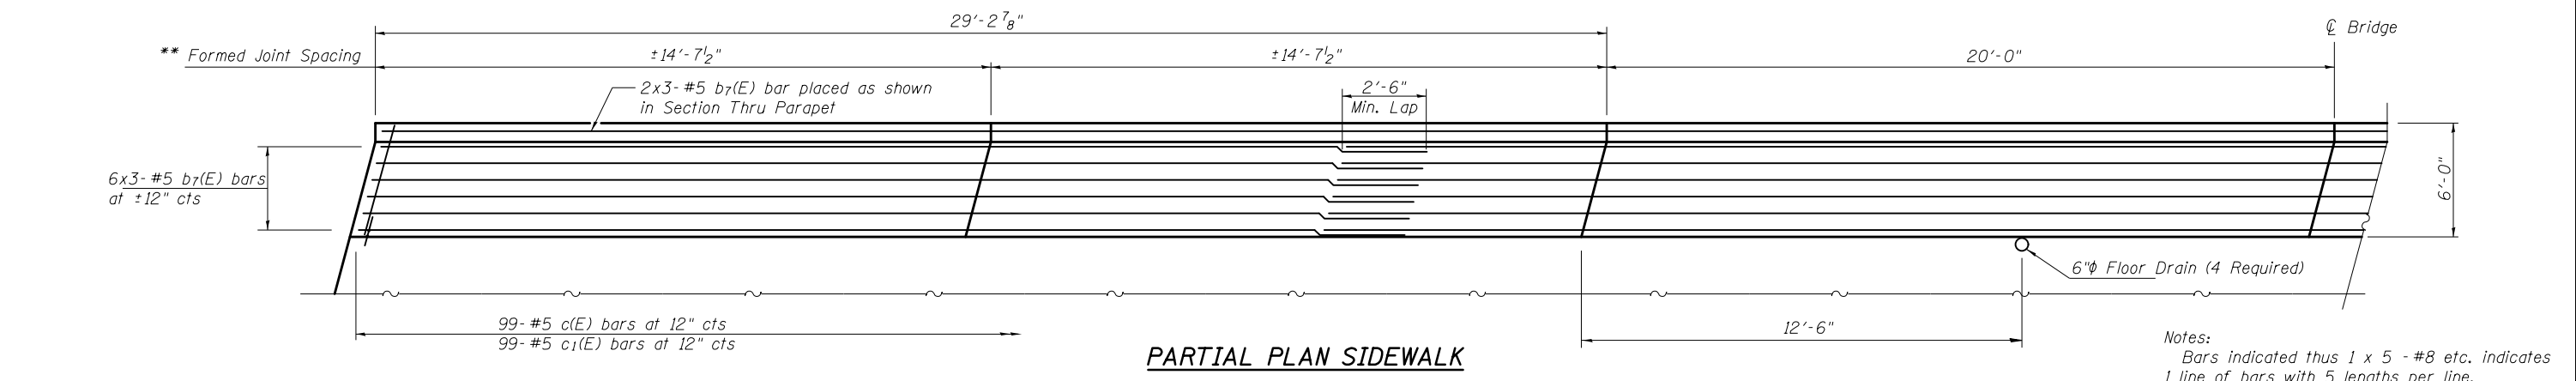 29'-2 7/8"
℄ Bridge
** Formed Joint Spacing
±14'-7 1/2"
±14'-7 1/2"
20'-0"
2x3-#5 b7(E) bar placed as shown
in Section Thru Parapet
2'-6"
Min. Lap
6x3-#5 b7(E) bars
at ±12" cts
6'-0"
6"ϕ Floor Drain (4 Required)
99-#5 c(E) bars at 12" cts
99-#5 c1(E) bars at 12" cts
12'-6"
PARTIAL PLAN SIDEWALK
Notes:
Bars indicated thus 1 x 5 -#8 etc. indicates
1 line of bars with 5 lengths per line.